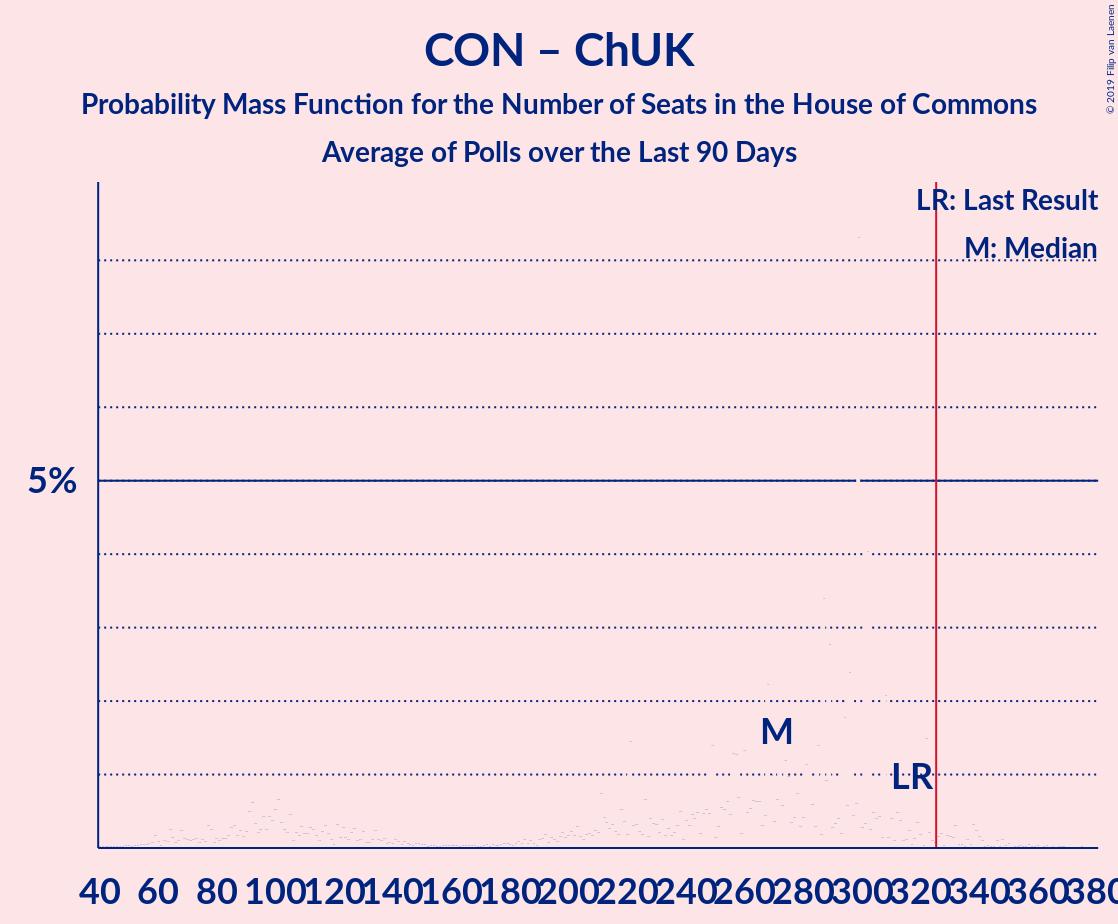 CON – ChUK
Probability Mass Function for the Number of Seats in the House of Commons
Average of Polls over the Last 90 Days
© 2019 Filip van Laenen
LR: Last Result
M: Median
5%
M
LR
40 60 80 100 120 140 160 180 200 220 240 260 280 300 320 340 360 380